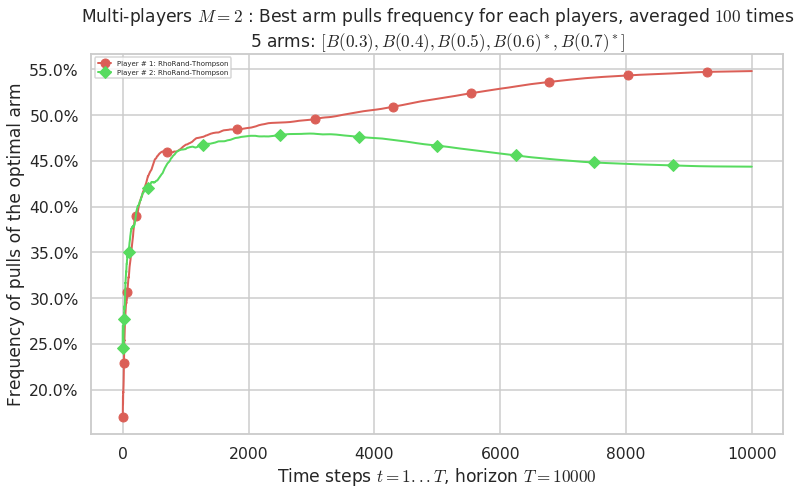 Multi-players M = 2 : Best arm pulls frequency for each players, averaged 100 times
5 arms: [B(0.3), B(0.4), B(0.5), B(0.6)*, B(0.7)*]
Player # 1: RhoRand-Thompson
Player # 2: RhoRand-Thompson
Frequency of pulls of the optimal arm
55.0%
50.0%
45.0%
40.0%
35.0%
30.0%
25.0%
20.0%
0 2000 4000 6000 8000 10000
Time steps t = 1...T, horizon T = 10000